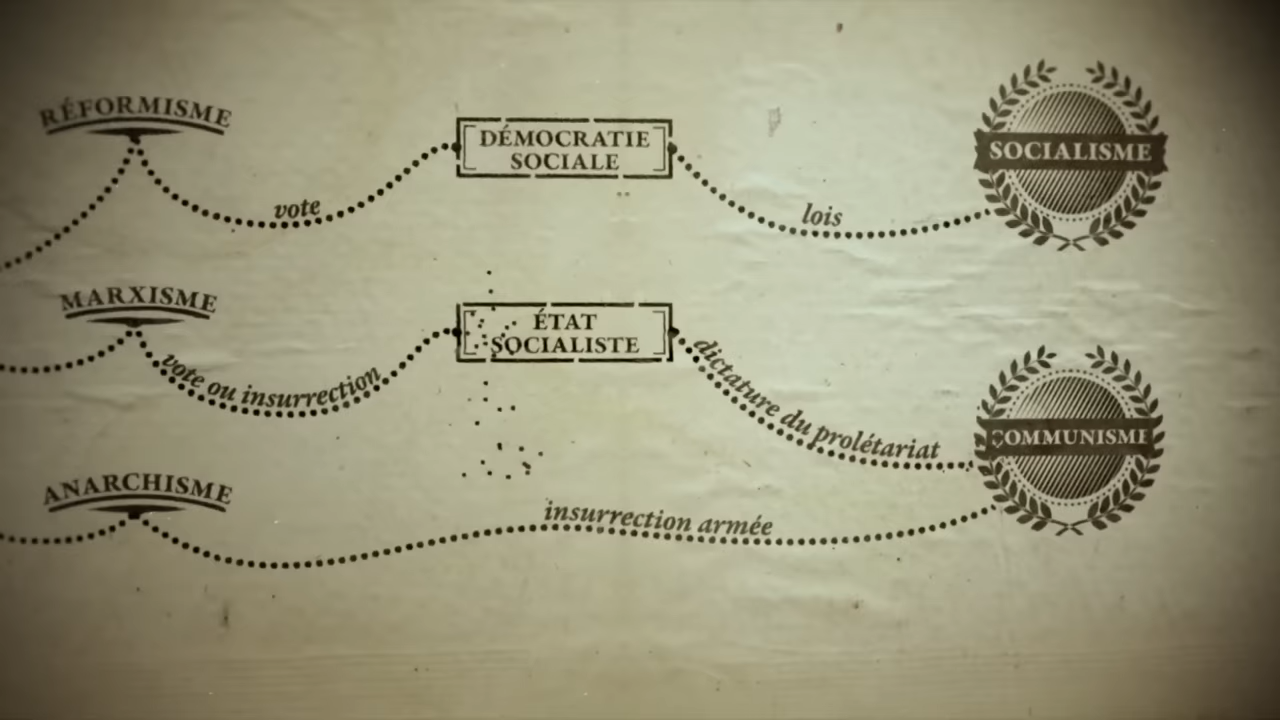 RÉFORMISME
vote
DÉMOCRATIE
SOCIALE
lois
SOCIALISME
MARXISME
vote ou insurrection
ÉTAT
SOCIALISTE
dictature du prolétariat
COMMUNISME
ANARCHISME
insurrection armée